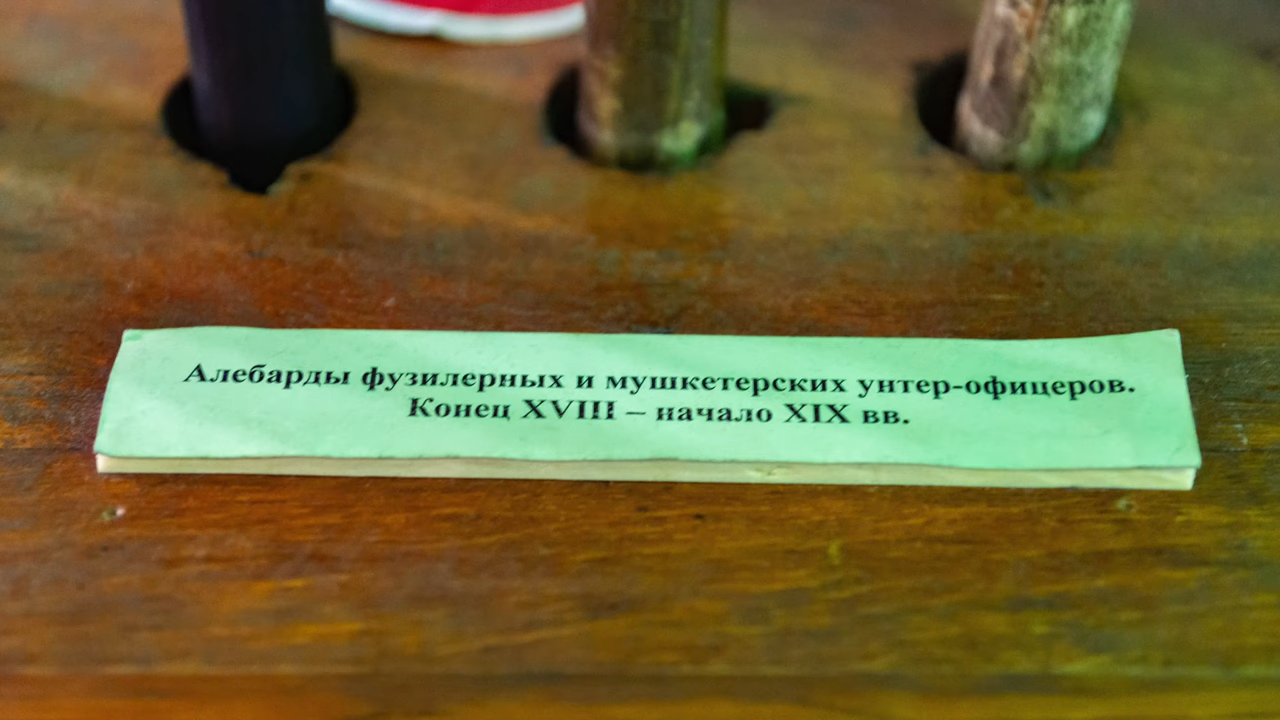 Алебарды фузилерных и мушкетерских унтер-офицеров.
Конец XVIII – начало XIX вв.